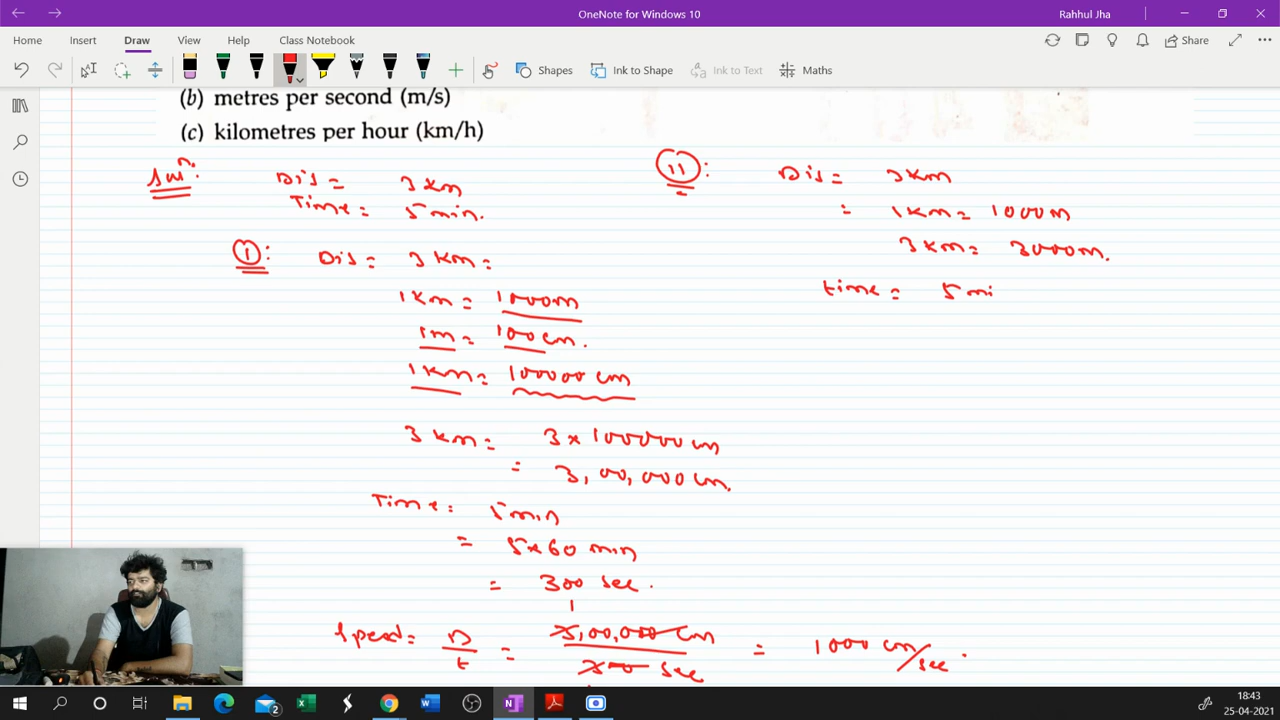 OneNote for Windows 10
Rahhul Jha
Home Insert Draw View Help Class Notebook
Share
Shapes Ink to Shape Ink to Text Maths
(b) metres per second (m/s)
(c) kilometres per hour (km/h)
Solⁿ:
Dis = 3 km
Time = 5 min.
(I): Dis = 3 km =
1 km = 1000m
1m = 100 cm.
1 km = 100000 cm
3 km = 3 × 100000 cm
= 3,00,000 cm.
Time = 5 min
= 5×60 min
= 300 sec.
1
Speed = D/t = 3,00,000 cm / 300 sec = 1000 cm/sec.
(II): Dis = 3km
= 1km = 1000m
3 km = 3000m.
time = 5 mi
2
18:43
25-04-2021